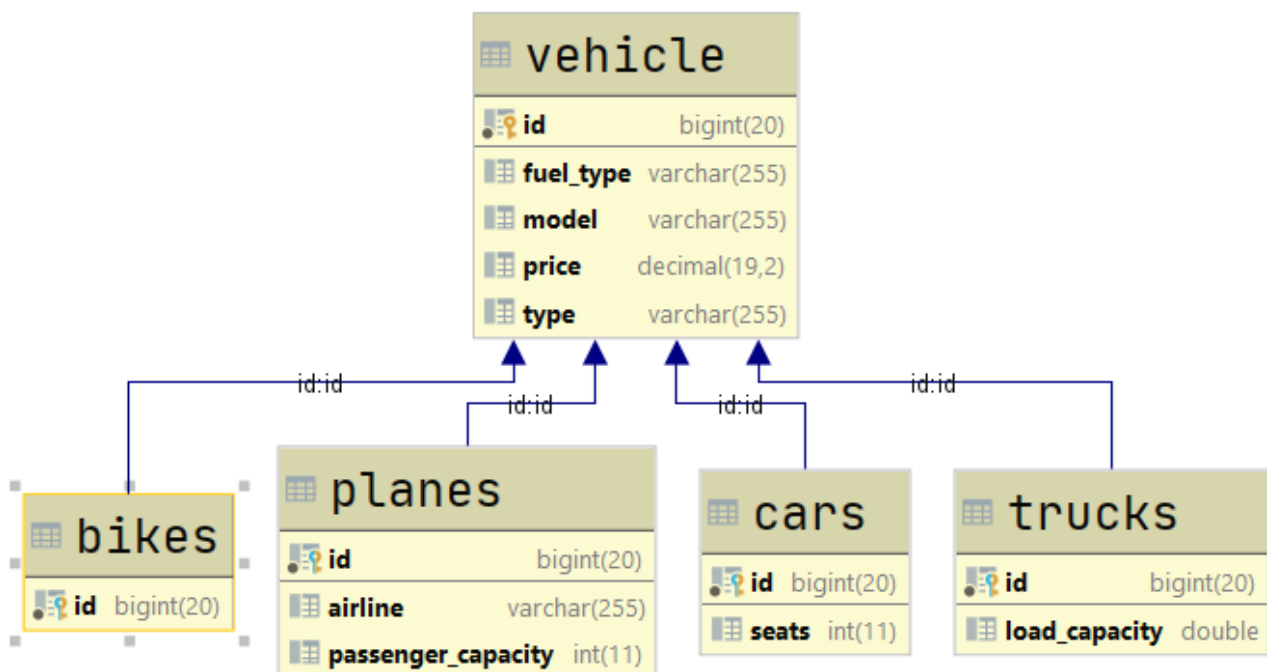 vehicle
id bigint(20)
fuel_type varchar(255)
model varchar(255)
price decimal(19,2)
type varchar(255)
id:id
id:id
id:id
id:id
bikes
id bigint(20)
planes
id bigint(20)
airline varchar(255)
passenger_capacity int(11)
cars
id bigint(20)
seats int(11)
trucks
id bigint(20)
load_capacity double